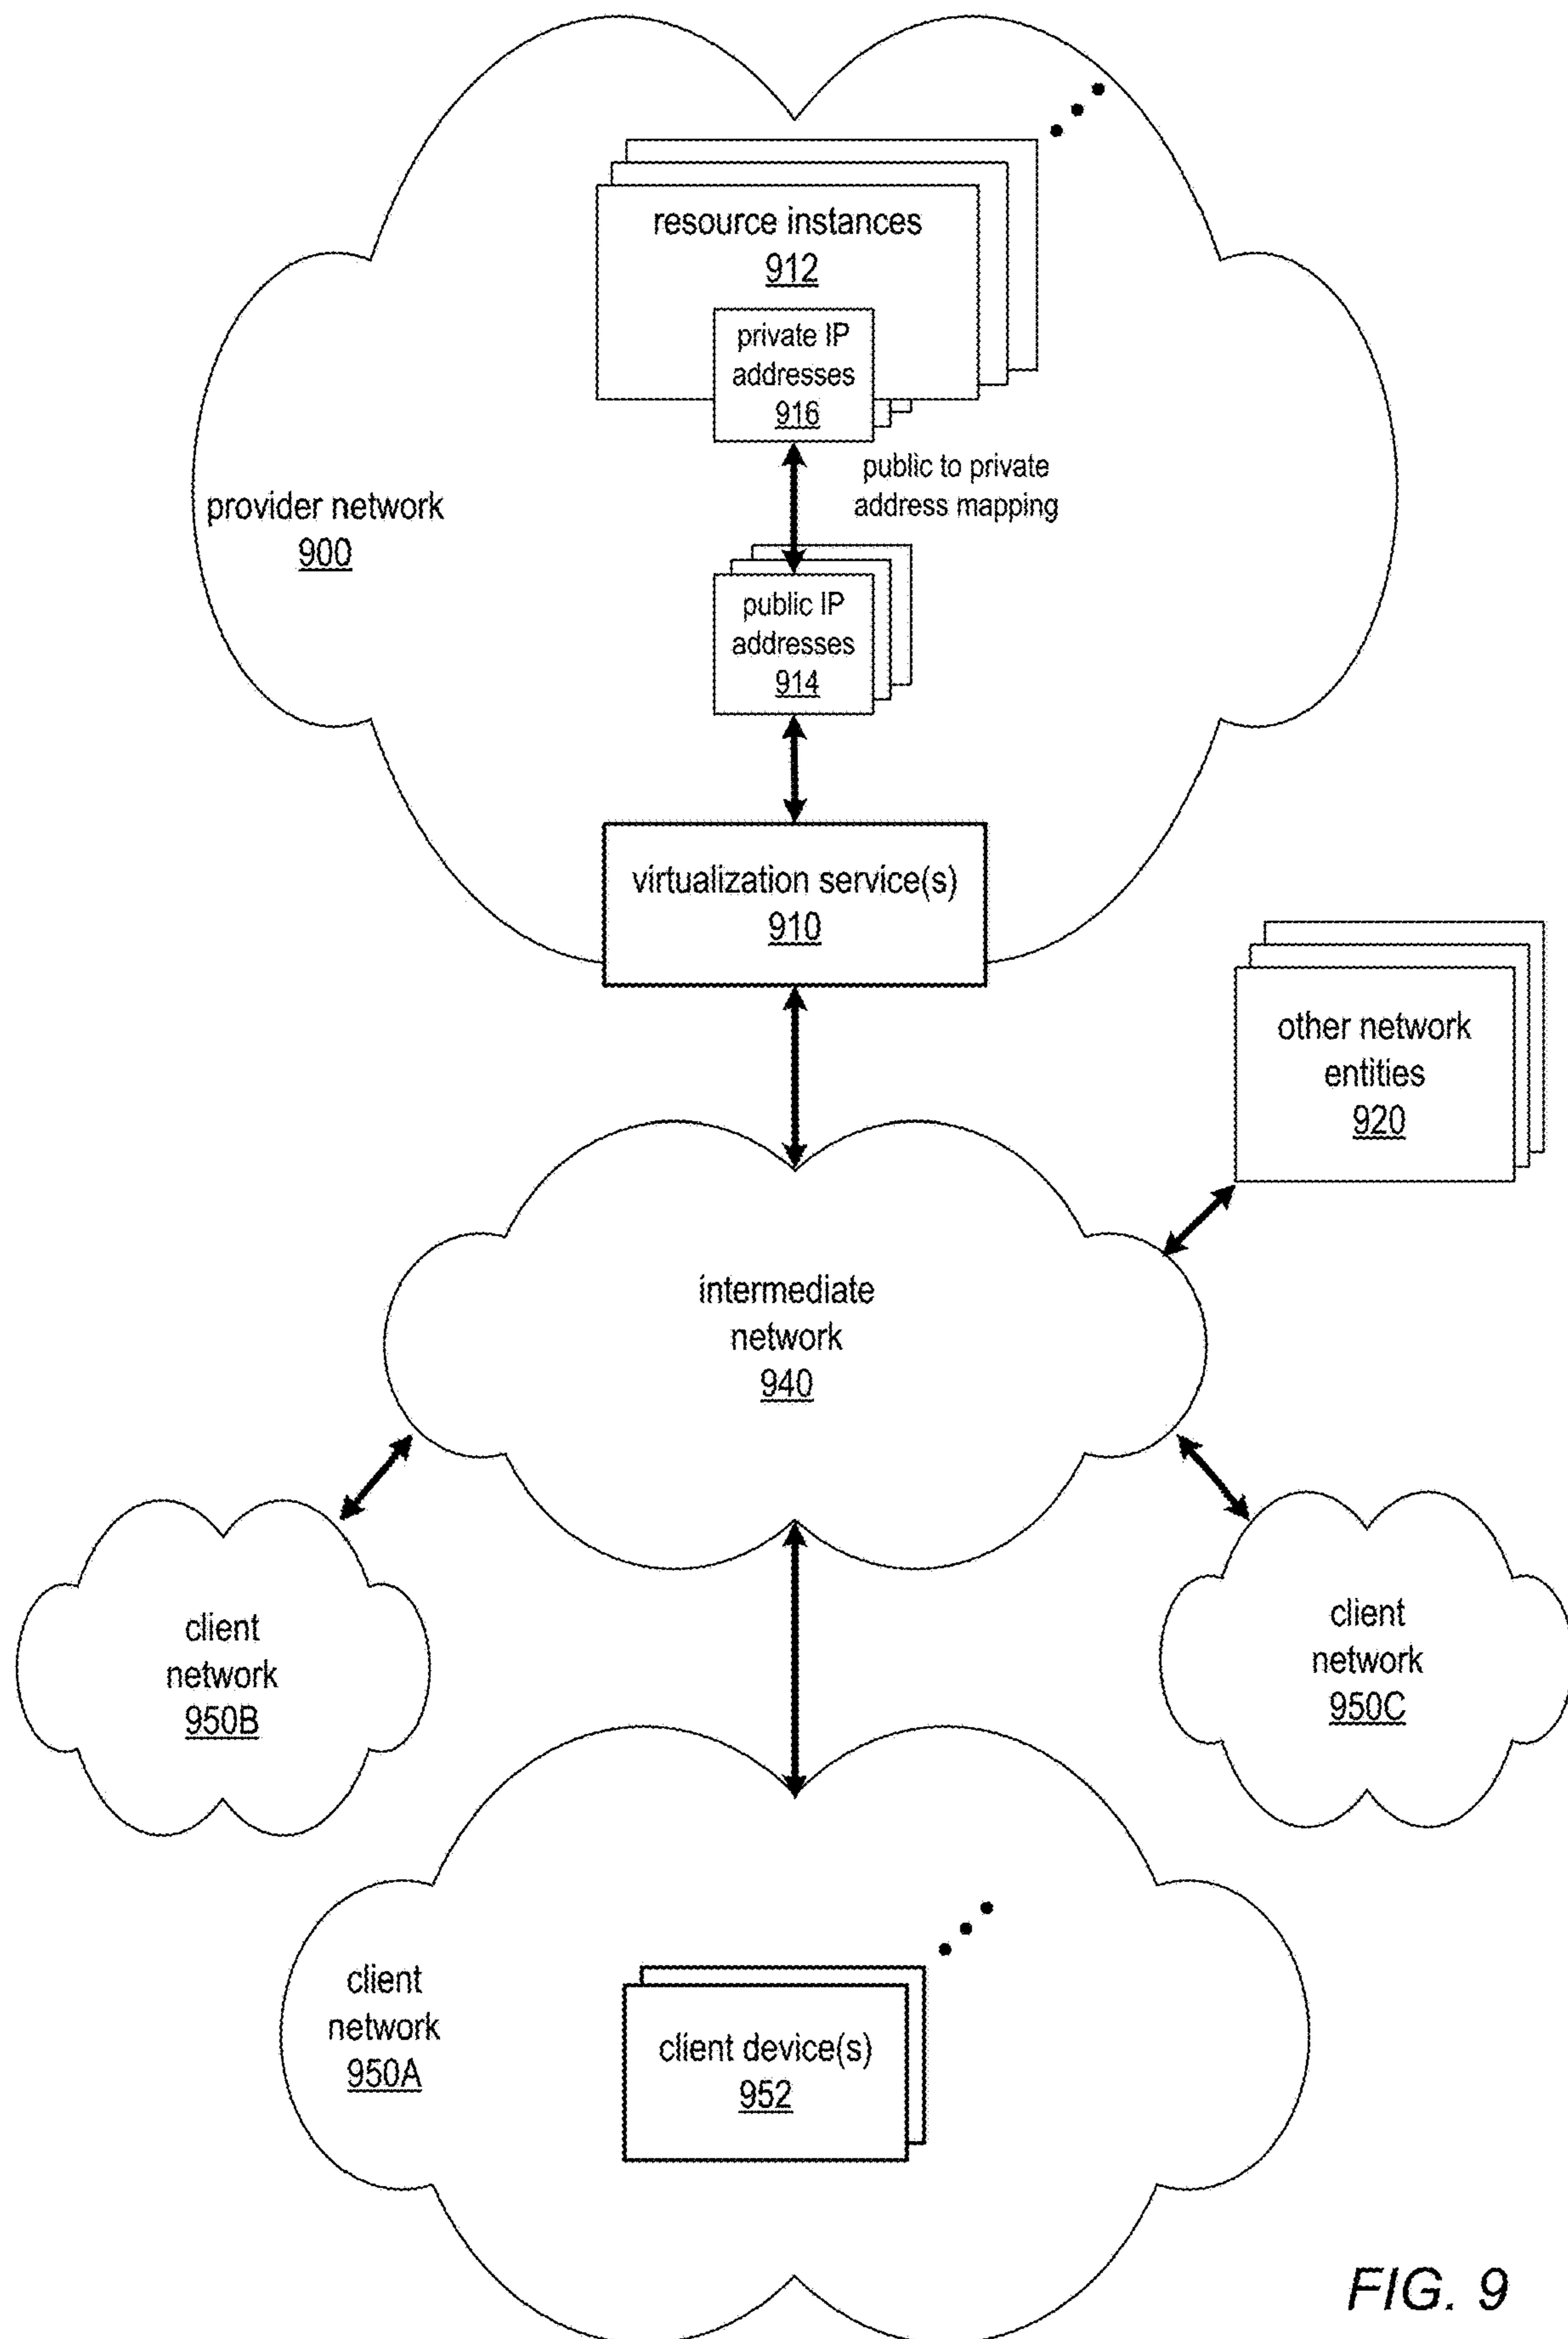 resource instances
912
private IP
addresses
916
public to private
address mapping
provider network
900
public IP
addresses
914
virtualization service(s)
910
other network
entities
920
intermediate
network
940
client
network
950B
client
network
950C
client
network
950A
client device(s)
952
FIG. 9